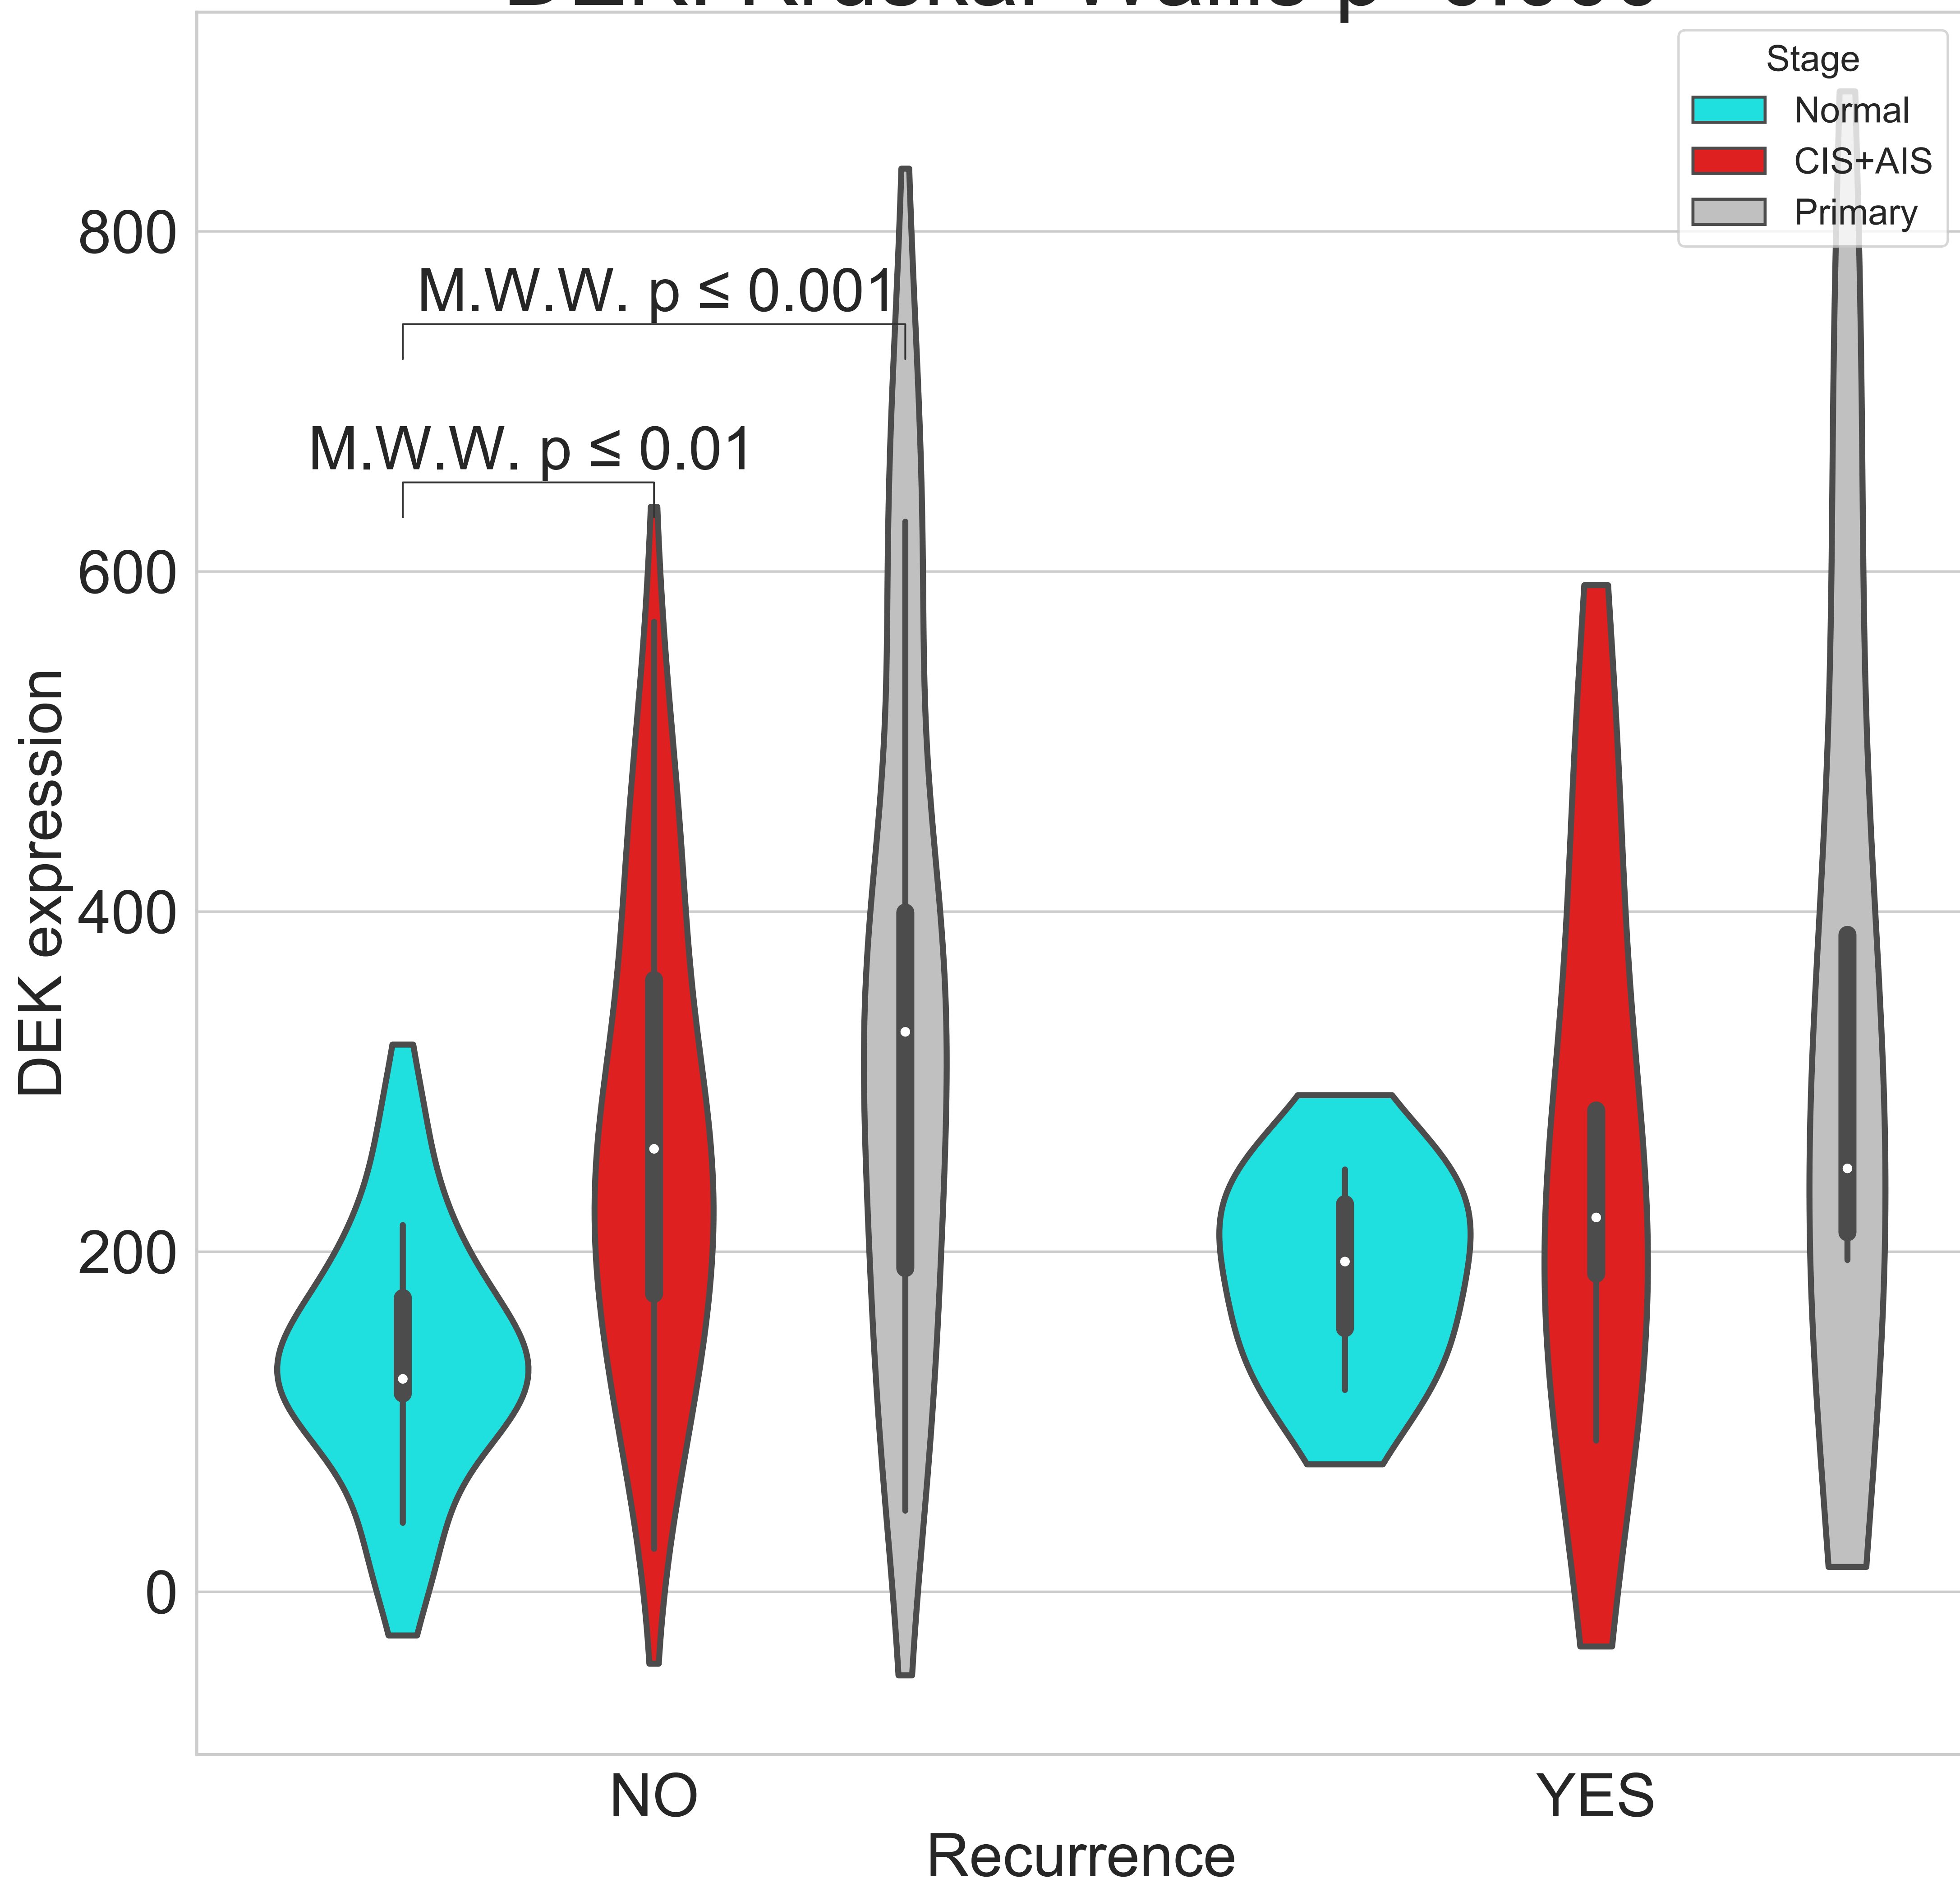 Stage
Normal
CIS+AIS
Primary
800
600
400
200
0
DEK expression
M.W.W. p ≤ 0.001
M.W.W. p ≤ 0.01
NO
YES
Recurrence